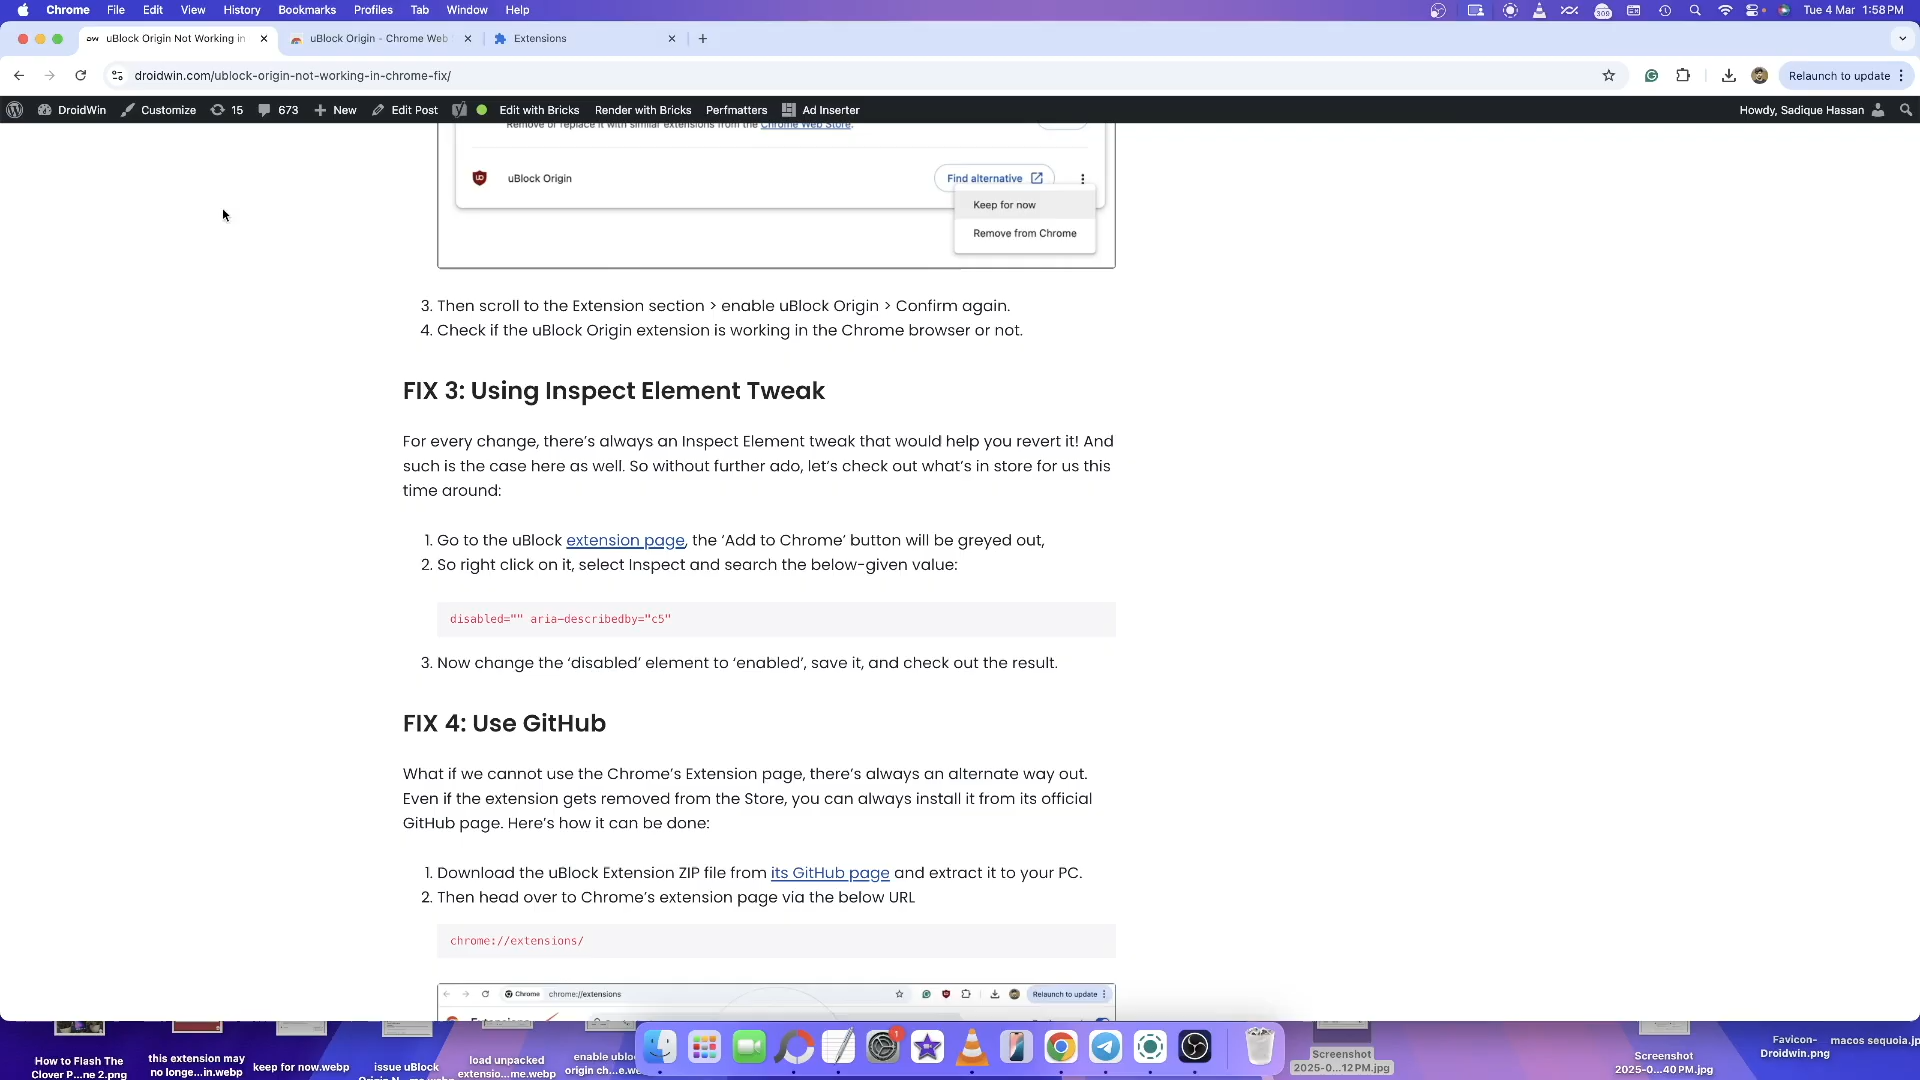 Chrome File Edit View History Bookmarks Profiles Tab Window Help 309 Tue 4 Mar 1:58 PM
DW uBlock Origin Not Working in uBlock Origin - Chrome Web Extensions
droidwin.com/ublock-origin-not-working-in-chrome-fix/ Relaunch to update
DroidWin Customize 15 673 New Edit Post Edit with Bricks Render with Bricks Perfmatters Ad Inserter Howdy, Sadique Hassan
Remove or replace it with similar extensions from the Chrome Web Store.
uBlock Origin Find alternative
Keep for now
Remove from Chrome
3. Then scroll to the Extension section > enable uBlock Origin > Confirm again.
4. Check if the uBlock Origin extension is working in the Chrome browser or not.
FIX 3: Using Inspect Element Tweak
For every change, there’s always an Inspect Element tweak that would help you revert it! And
such is the case here as well. So without further ado, let’s check out what’s in store for us this
time around:
1. Go to the uBlock extension page, the ‘Add to Chrome’ button will be greyed out,
2. So right click on it, select Inspect and search the below-given value:
disabled="" aria-describedby="c5"
3. Now change the ‘disabled’ element to ‘enabled’, save it, and check out the result.
FIX 4: Use GitHub
What if we cannot use the Chrome’s Extension page, there’s always an alternate way out.
Even if the extension gets removed from the Store, you can always install it from its official
GitHub page. Here’s how it can be done:
1. Download the uBlock Extension ZIP file from its GitHub page and extract it to your PC.
2. Then head over to Chrome’s extension page via the below URL
chrome://extensions/
Chrome chrome://extensions Relaunch to update
How to Flash The
Clover P...ne 2.png
this extension may
no longe...in.webp
keep for now.webp
issue uBlock
load unpacked
extensio...me.webp
enable ublo
origin ch...e.we
1
Screenshot
2025-0...12 PM.jpg
Screenshot
2025-0...40 PM.jpg
Favicon-
Droidwin.png
macos sequoia.jp